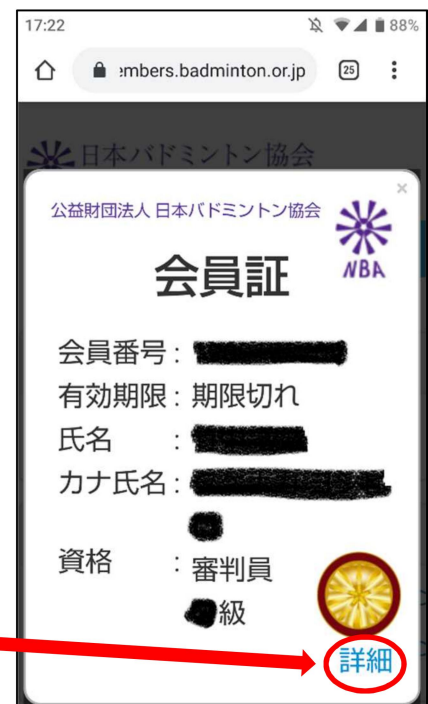 17:22
88%
:mbers.badminton.or.jp
25
日本バドミントン協会
×
公益財団法人 日本バドミントン協会
NBA
会員証
会員番号 :
有効期限 : 期限切れ
氏名 :
カナ氏名 :
資格 : 審判員
級
詳細